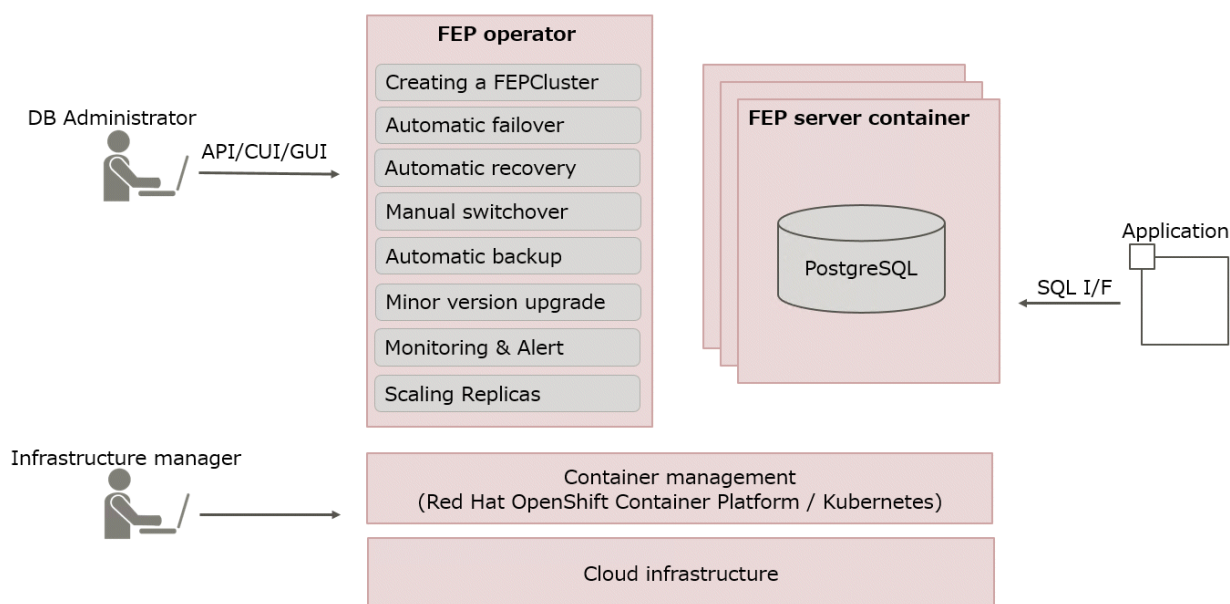 FEP operator
Creating a FEPCluster
Automatic failover
Automatic recovery
Manual switchover
Automatic backup
Minor version upgrade
Monitoring & Alert
Scaling Replicas
DB Administrator
API/CUI/GUI
FEP server container
PostgreSQL
Application
SQL I/F
Infrastructure manager
Container management
(Red Hat OpenShift Container Platform / Kubernetes)
Cloud infrastructure